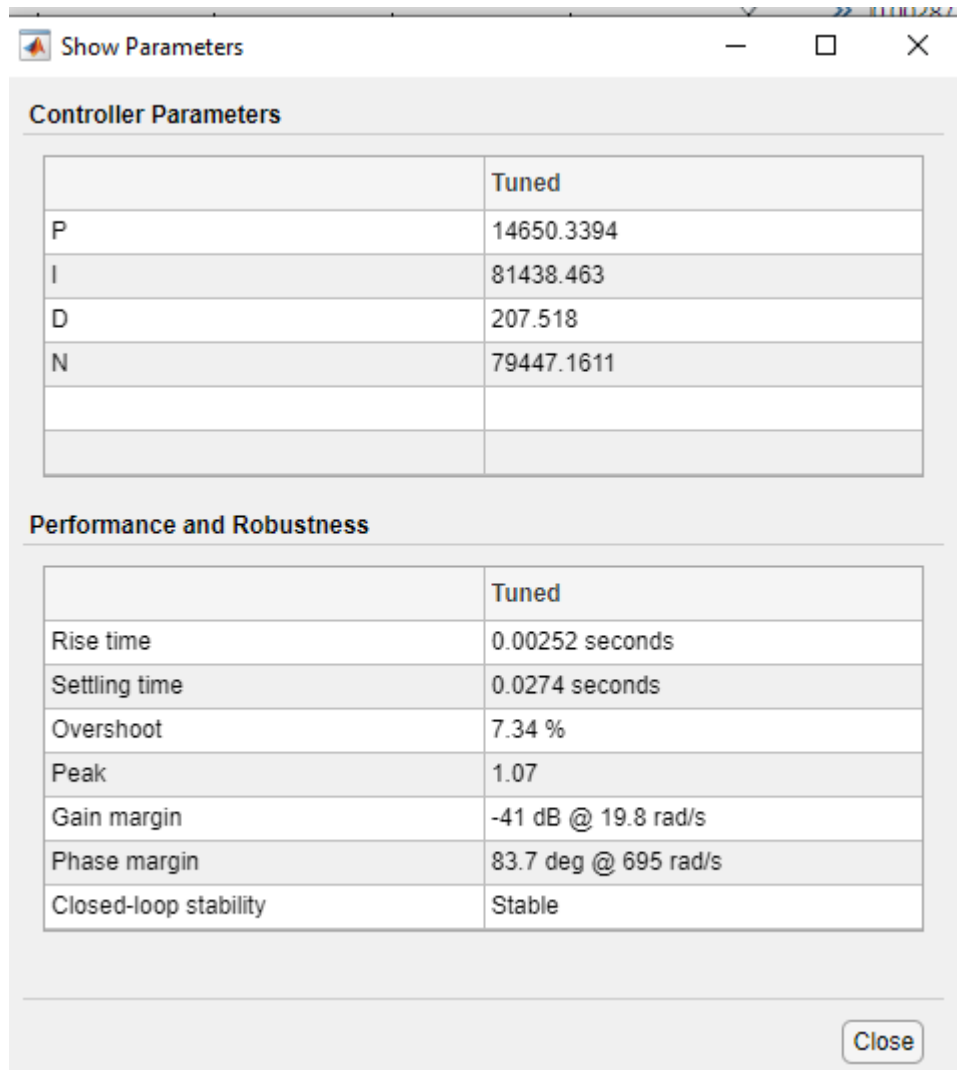 Show Parameters
Controller Parameters
Tuned
P 14650.3394
I 81438.463
D 207.518
N 79447.1611
Performance and Robustness
Tuned
Rise time 0.00252 seconds
Settling time 0.0274 seconds
Overshoot 7.34 %
Peak 1.07
Gain margin -41 dB @ 19.8 rad/s
Phase margin 83.7 deg @ 695 rad/s
Closed-loop stability Stable
Close